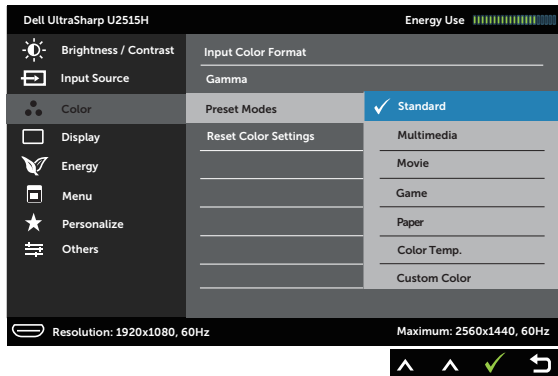 Dell UltraSharp U2515H
Energy Use
Brightness / Contrast
Input Source
Color
Display
Energy
Menu
Personalize
Others
Input Color Format
Gamma
Preset Modes
Reset Color Settings
Standard
Multimedia
Movie
Game
Paper
Color Temp.
Custom Color
Resolution: 1920x1080, 60Hz
Maximum: 2560x1440, 60Hz